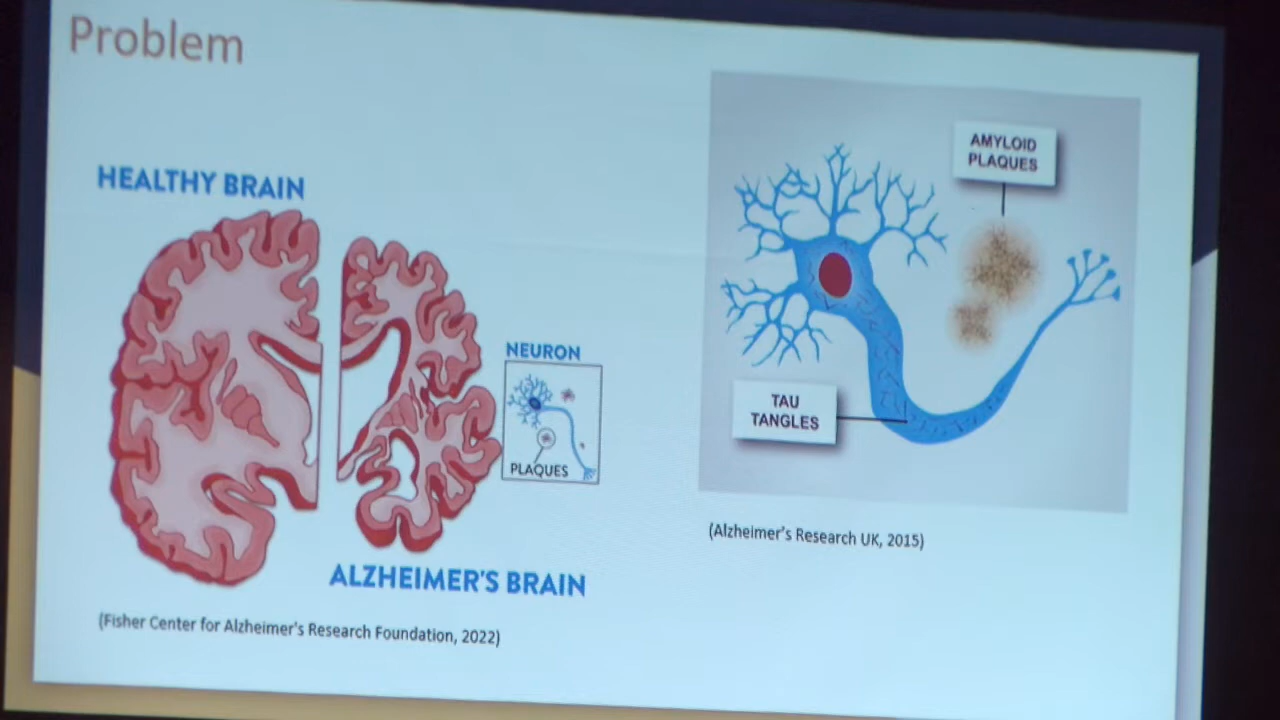 Problem
HEALTHY BRAIN
NEURON
PLAQUES
ALZHEIMER'S BRAIN
(Fisher Center for Alzheimer's Research Foundation, 2022)
AMYLOID
PLAQUES
TAU
TANGLES
(Alzheimer's Research UK, 2015)